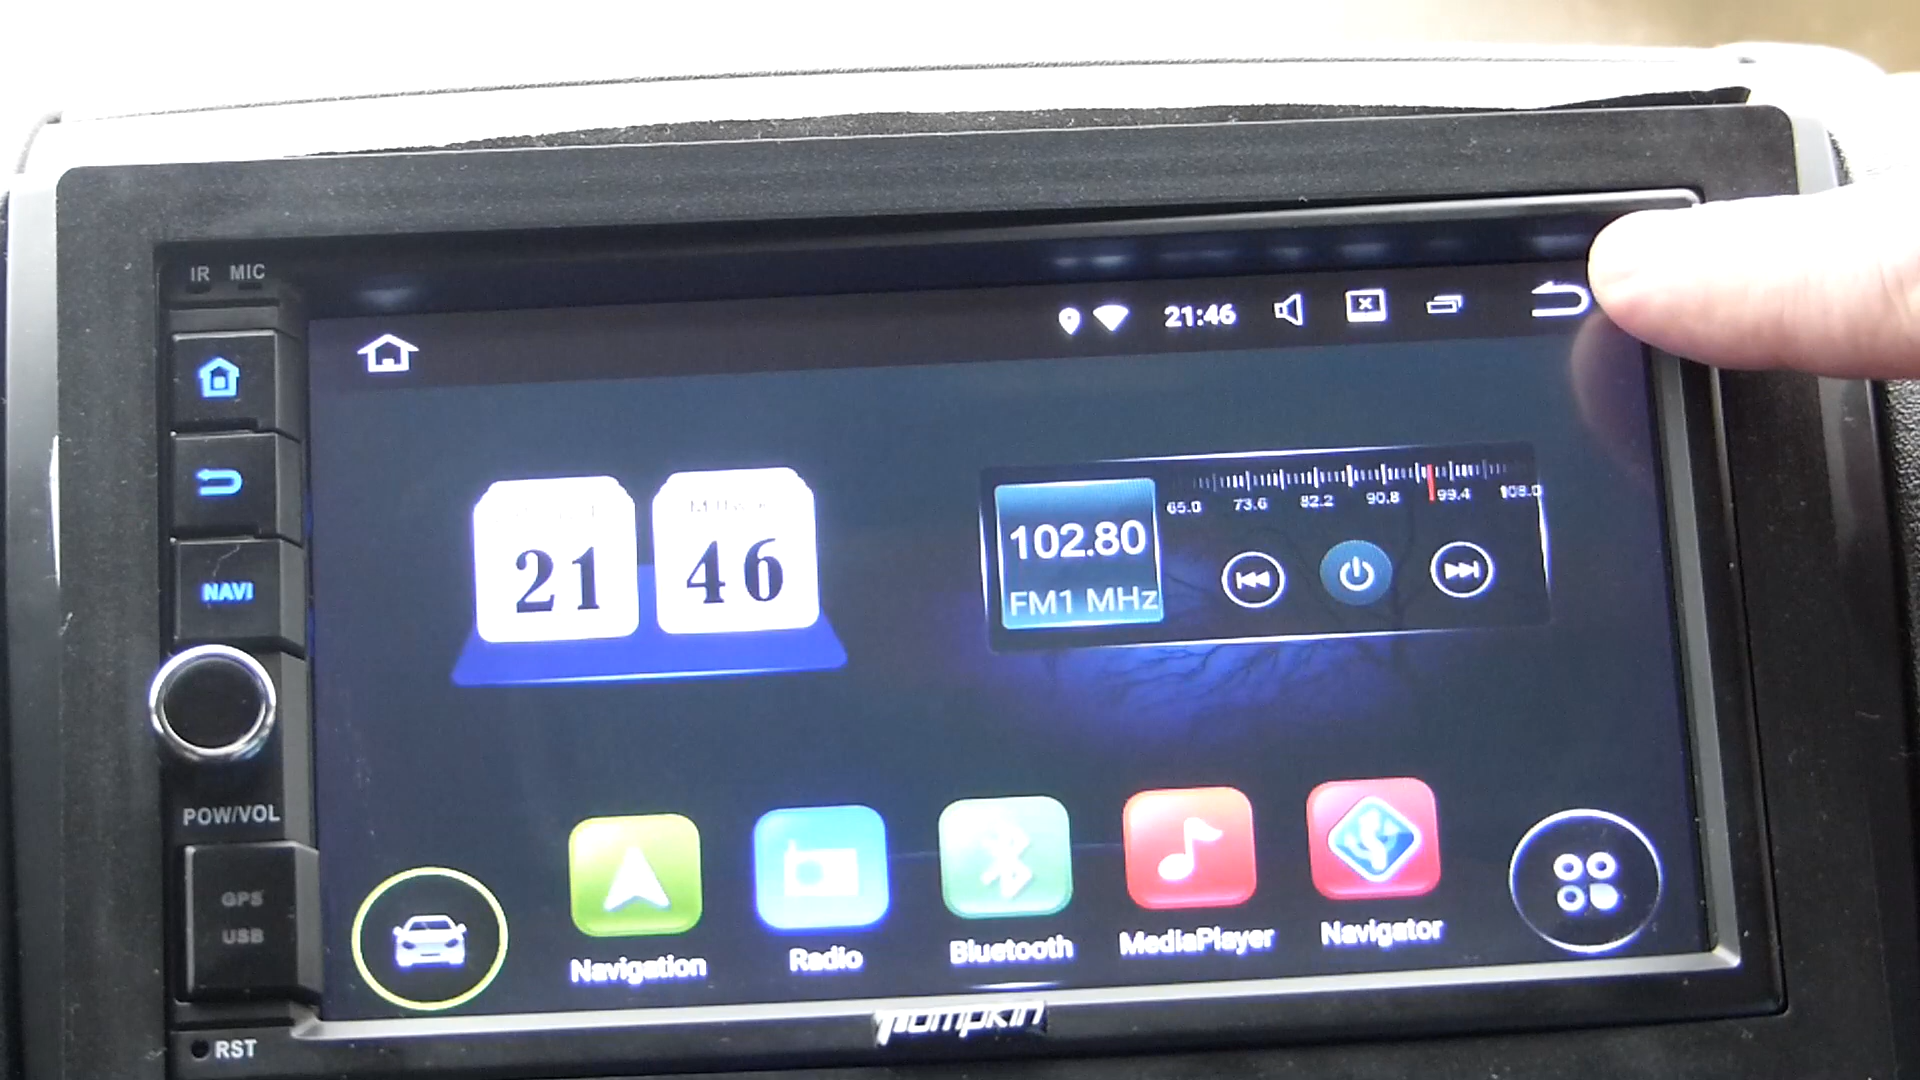 IR MIC
21:46
NAVI
POW/VOL
GPS
USB
RST
21 46
65.0 73.6 82.2 90.8 99.4 108.0
102.80
FM1 MHz
Navigation Radio Bluetooth MediaPlayer Navigator
Pumpkin